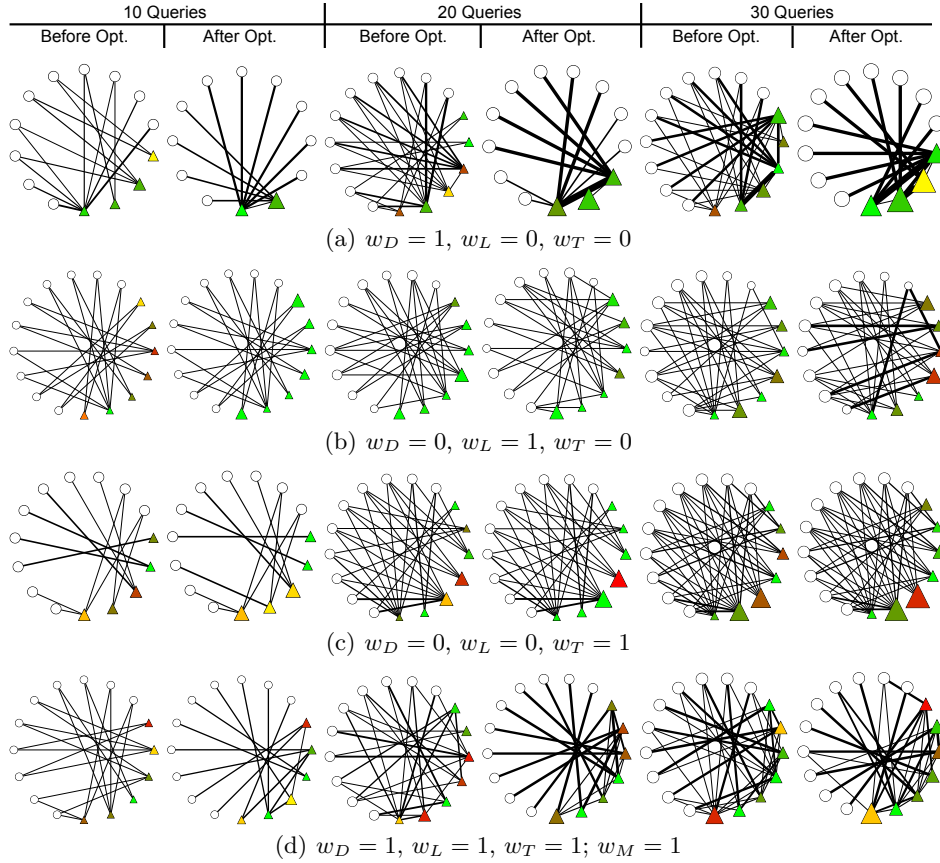 10 Queries 20 Queries 30 Queries
Before Opt. After Opt. Before Opt. After Opt. Before Opt. After Opt.
(a) w_D = 1, w_L = 0, w_T = 0
(b) w_D = 0, w_L = 1, w_T = 0
(c) w_D = 0, w_L = 0, w_T = 1
(d) w_D = 1, w_L = 1, w_T = 1; w_M = 1